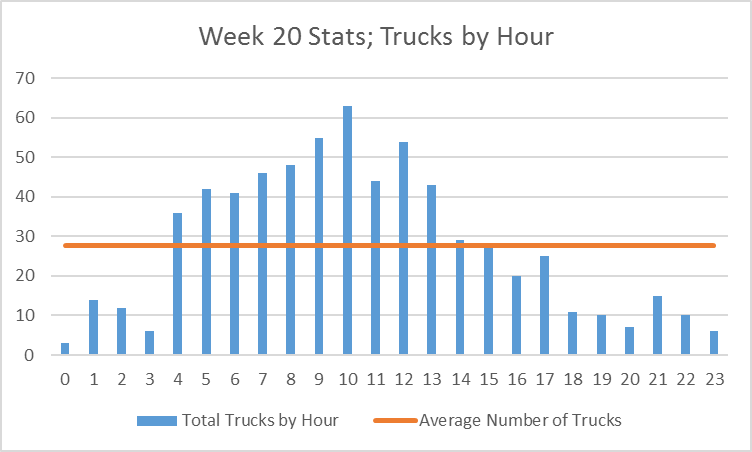 Week 20 Stats; Trucks by Hour
70
60
50
40
30
20
10
0
0 1 2 3 4 5 6 7 8 9 10 11 12 13 14 15 16 17 18 19 20 21 22 23
Total Trucks by Hour Average Number of Trucks